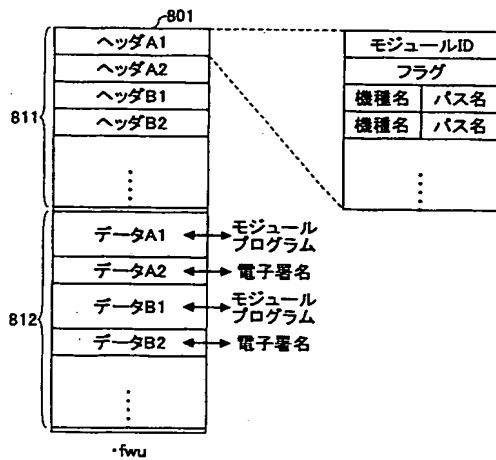 801
ヘッダA1
ヘッダA2
ヘッダB1
ヘッダB2
811
モジュールID
フラグ
機種名 パス名
機種名 パス名
データA1
モジュール
プログラム
データA2
電子署名
データB1
モジュール
プログラム
データB2
電子署名
812
・fwu